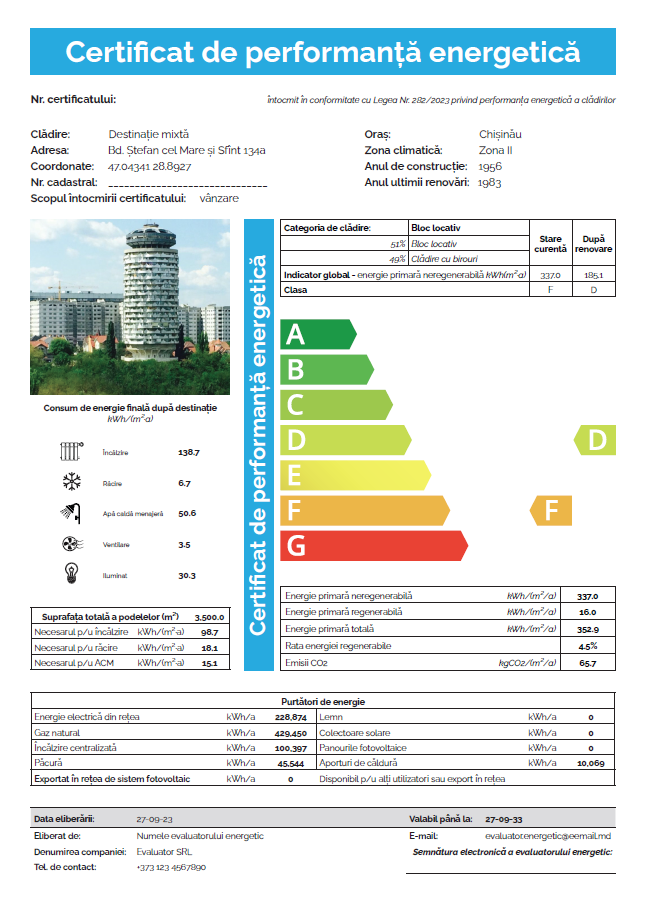 Certificat de performanță energetică
Nr. certificatului:
Întocmit în conformitate cu Legea Nr. 282/2023 privind performanța energetică a clădirilor
Clădire: Destinație mixtă
Adresa: Bd. Ștefan cel Mare și Sfînt 134a
Coordonate: 47.04341 28.8927
Nr. cadastral: ______________________________
Scopul întocmirii certificatului: vânzare
Oraș: Chișinău
Zona climatică: Zona II
Anul de construcție: 1956
Anul ultimii renovări: 1983
Consum de energie finală după destinație
kWh/(m²·a)
Încălzire 138.7
Răcire 6.7
Apă caldă menajeră 50.6
Ventilare 3.5
Iluminat 30.3
Suprafața totală a podelelor (m²) 3,500.0
Necesarul p/u încălzire kWh/(m²·a) 98.7
Necesarul p/u răcire kWh/(m²·a) 18.1
Necesarul p/u ACM kWh/(m²·a) 15.1
Certificat de performanță energetică
Categoria de clădire: Bloc locativ Stare curentă După renovare
51% Bloc locativ
49% Clădire cu birouri
Indicator global - energie primară neregenerabilă kWh(m²·a) 337.0 185.1
Clasa F D
A
B
C
D D
E
F F
G
Energie primară neregenerabilă kWh/(m²/a) 337.0
Energie primară regenerabilă kWh/(m²/a) 16.0
Energie primară totală kWh/(m²/a) 352.9
Rata energiei regenerabile 4.5%
Emisii CO2 kgCO2/(m²/a) 65.7
Purtători de energie
Energie electrică din rețea kWh/a 228,874 Lemn kWh/a 0
Gaz natural kWh/a 429,450 Colectoare solare kWh/a 0
Încălzire centralizată kWh/a 100,397 Panourile fotovoltaice kWh/a 0
Păcură kWh/a 45,544 Aporturi de căldură kWh/a 10,069
Exportat în rețea de sistem fotovoltaic kWh/a 0 Disponibil p/u alți utilizatori sau export în rețea
Data eliberării: 27-09-23 Valabil până la: 27-09-33
Eliberat de: Numele evaluatorului energetic E-mail: evaluator.energetic@eemail.md
Denumirea companiei: Evaluator SRL Semnătura electronică a evaluatorului energetic:
Tel. de contact: +373 123 4567890